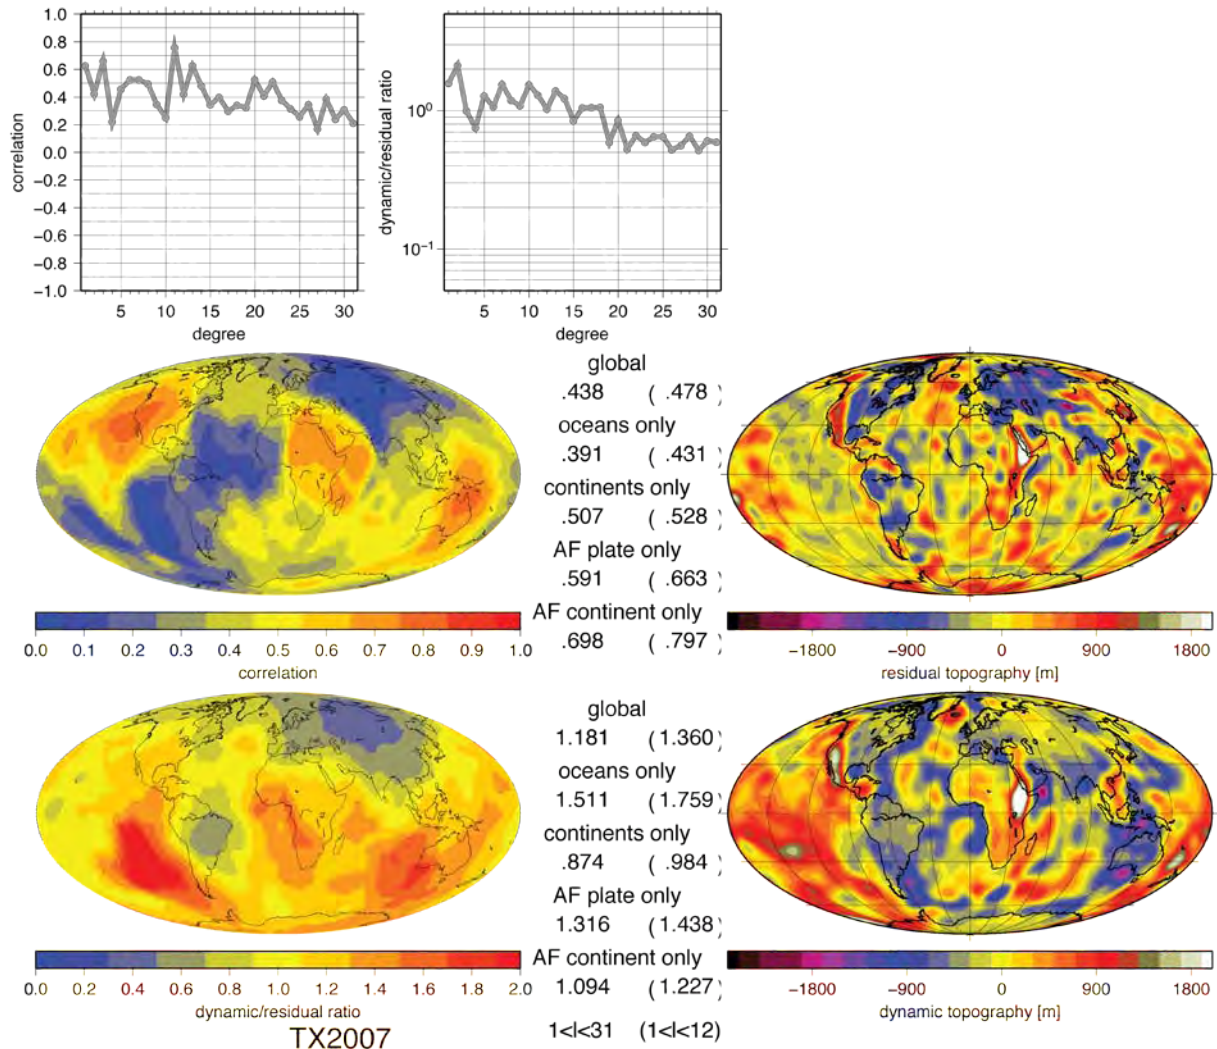 1.0
0.8
0.6
0.4
0.2
0.0
−0.2
−0.4
−0.6
−0.8
−1.0
correlation
5 10 15 20 25 30
degree
10⁰
10⁻¹
dynamic/residual ratio
5 10 15 20 25 30
degree
global
.438 ( .478 )
oceans only
.391 ( .431 )
continents only
.507 ( .528 )
AF plate only
.591 ( .663 )
AF continent only
.698 ( .797 )
0.0 0.1 0.2 0.3 0.4 0.5 0.6 0.7 0.8 0.9 1.0
correlation
−1800 −900 0 900 1800
residual topography [m]
global
1.181 ( 1.360 )
oceans only
1.511 ( 1.759 )
continents only
.874 ( .984 )
AF plate only
1.316 ( 1.438 )
AF continent only
1.094 ( 1.227 )
0.0 0.2 0.4 0.6 0.8 1.0 1.2 1.4 1.6 1.8 2.0
dynamic/residual ratio
−1800 −900 0 900 1800
dynamic topography [m]
TX2007
1<l<31 (1<l<12)